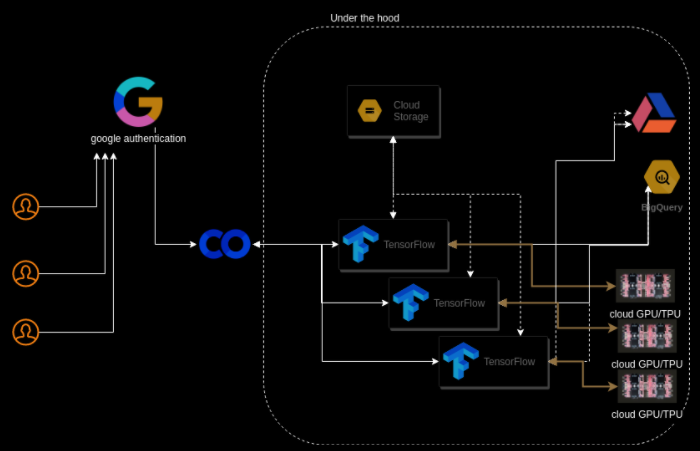 Under the hood
Cloud
Storage
google authentication
BigQuery
TensorFlow
TensorFlow
cloud GPU/TPU
TensorFlow
cloud GPU/TPU
cloud GPU/TPU